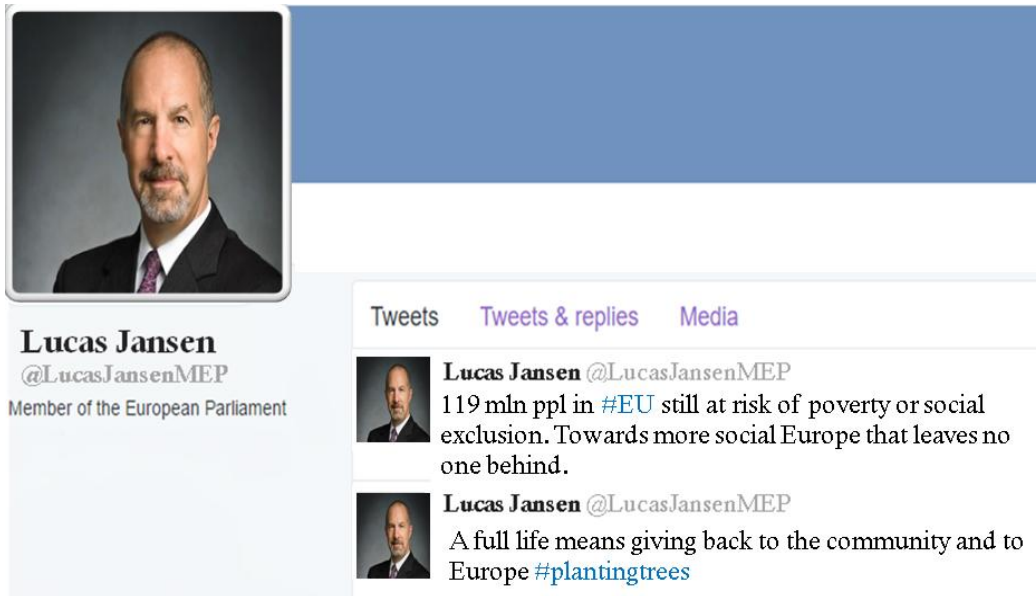 Lucas Jansen
@LucasJansenMEP
Member of the European Parliament
Tweets Tweets & replies Media
Lucas Jansen @LucasJansenMEP
119 mln ppl in #EU still at risk of poverty or social
exclusion. Towards more social Europe that leaves no
one behind.
Lucas Jansen @LucasJansenMEP
A full life means giving back to the community and to
Europe #plantingtrees